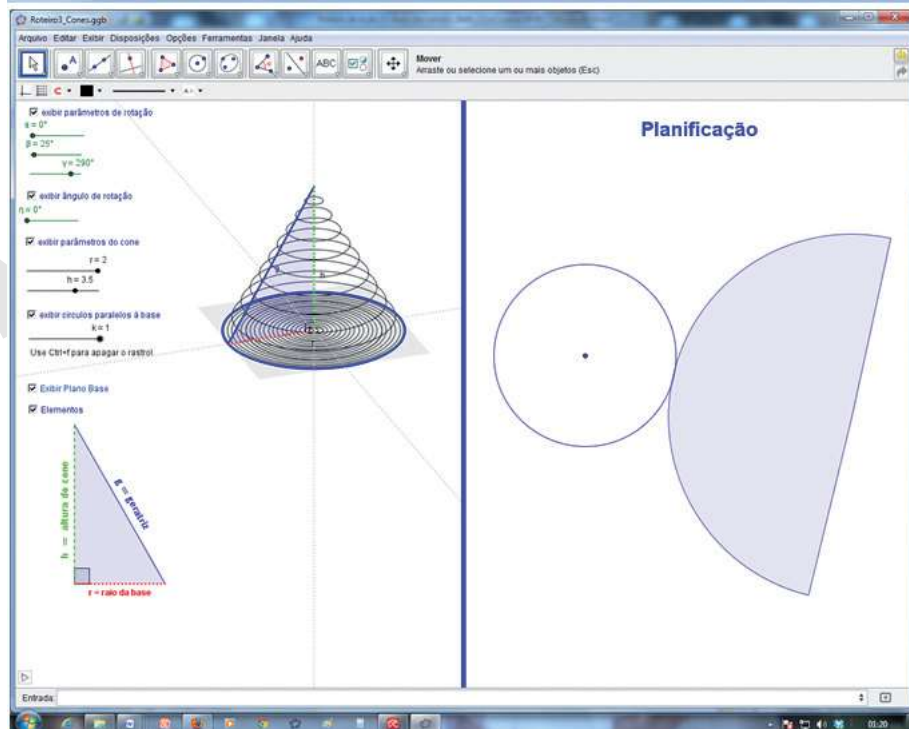 Roteiro3_Cones.ggb
Arquivo Editar Exibir Disposições Opções Ferramentas Janela Ajuda
ABC
Mover
Arraste ou selecione um ou mais objetos (Esc)
exibir parâmetros de rotação
α = 0°
β = 25°
γ = 290°
exibir ângulo de rotação
η = 0°
exibir parâmetros do cone
r = 2
h = 3.5
exibir círculos paralelos à base
k = 1
Use Ctrl+f para apagar o rastro!
Exibir Plano Base
Elementos
h = altura do cone
g = geratriz
r = raio da base
g
h
Planificação
Entrada:
01:20